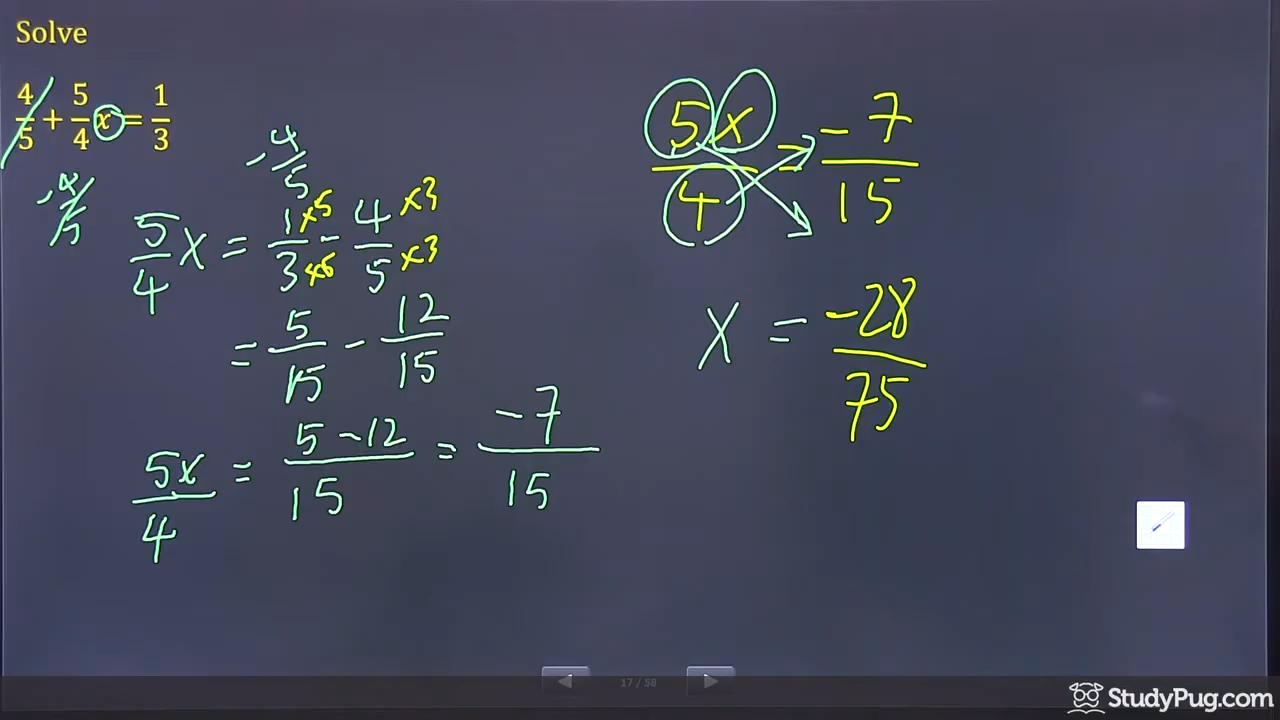 Solve
4/5 + 5/4 x = 1/3
-4/5
-4/5
5/4 x = 1×5/3×5 - 4×3/5×3
= 5/15 - 12/15
5x/4 = 5-12/15 = -7/15
5x/4 = -7/15
x = -28/75
17 / 58
StudyPug.com